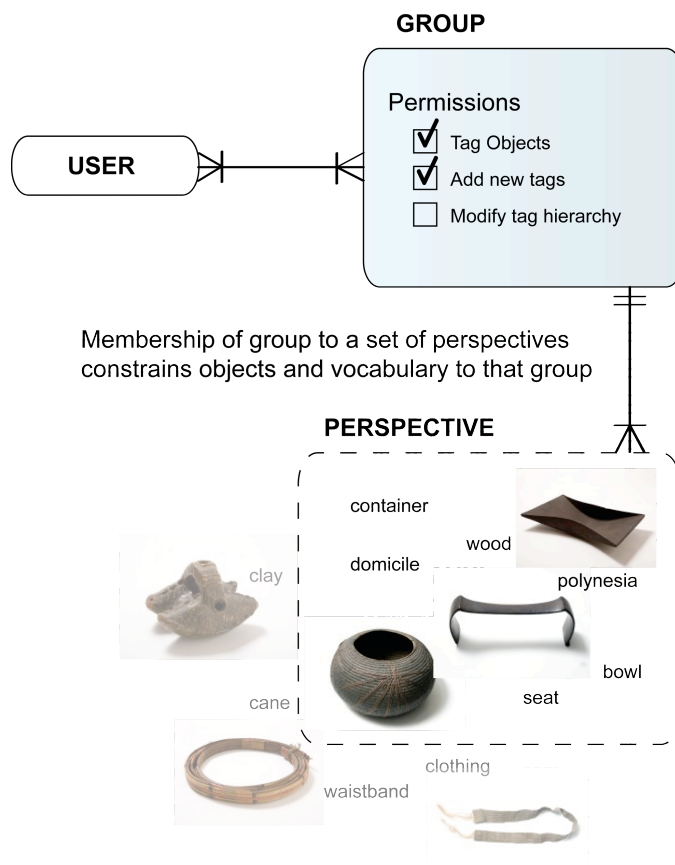 GROUP
Permissions
Tag Objects
USER
Add new tags
Modify tag hierarchy
Membership of group to a set of perspectives
constrains objects and vocabulary to that group
PERSPECTIVE
container
wood
domicile
clay
polynesia
bowl
seat
cane
clothing
waistband